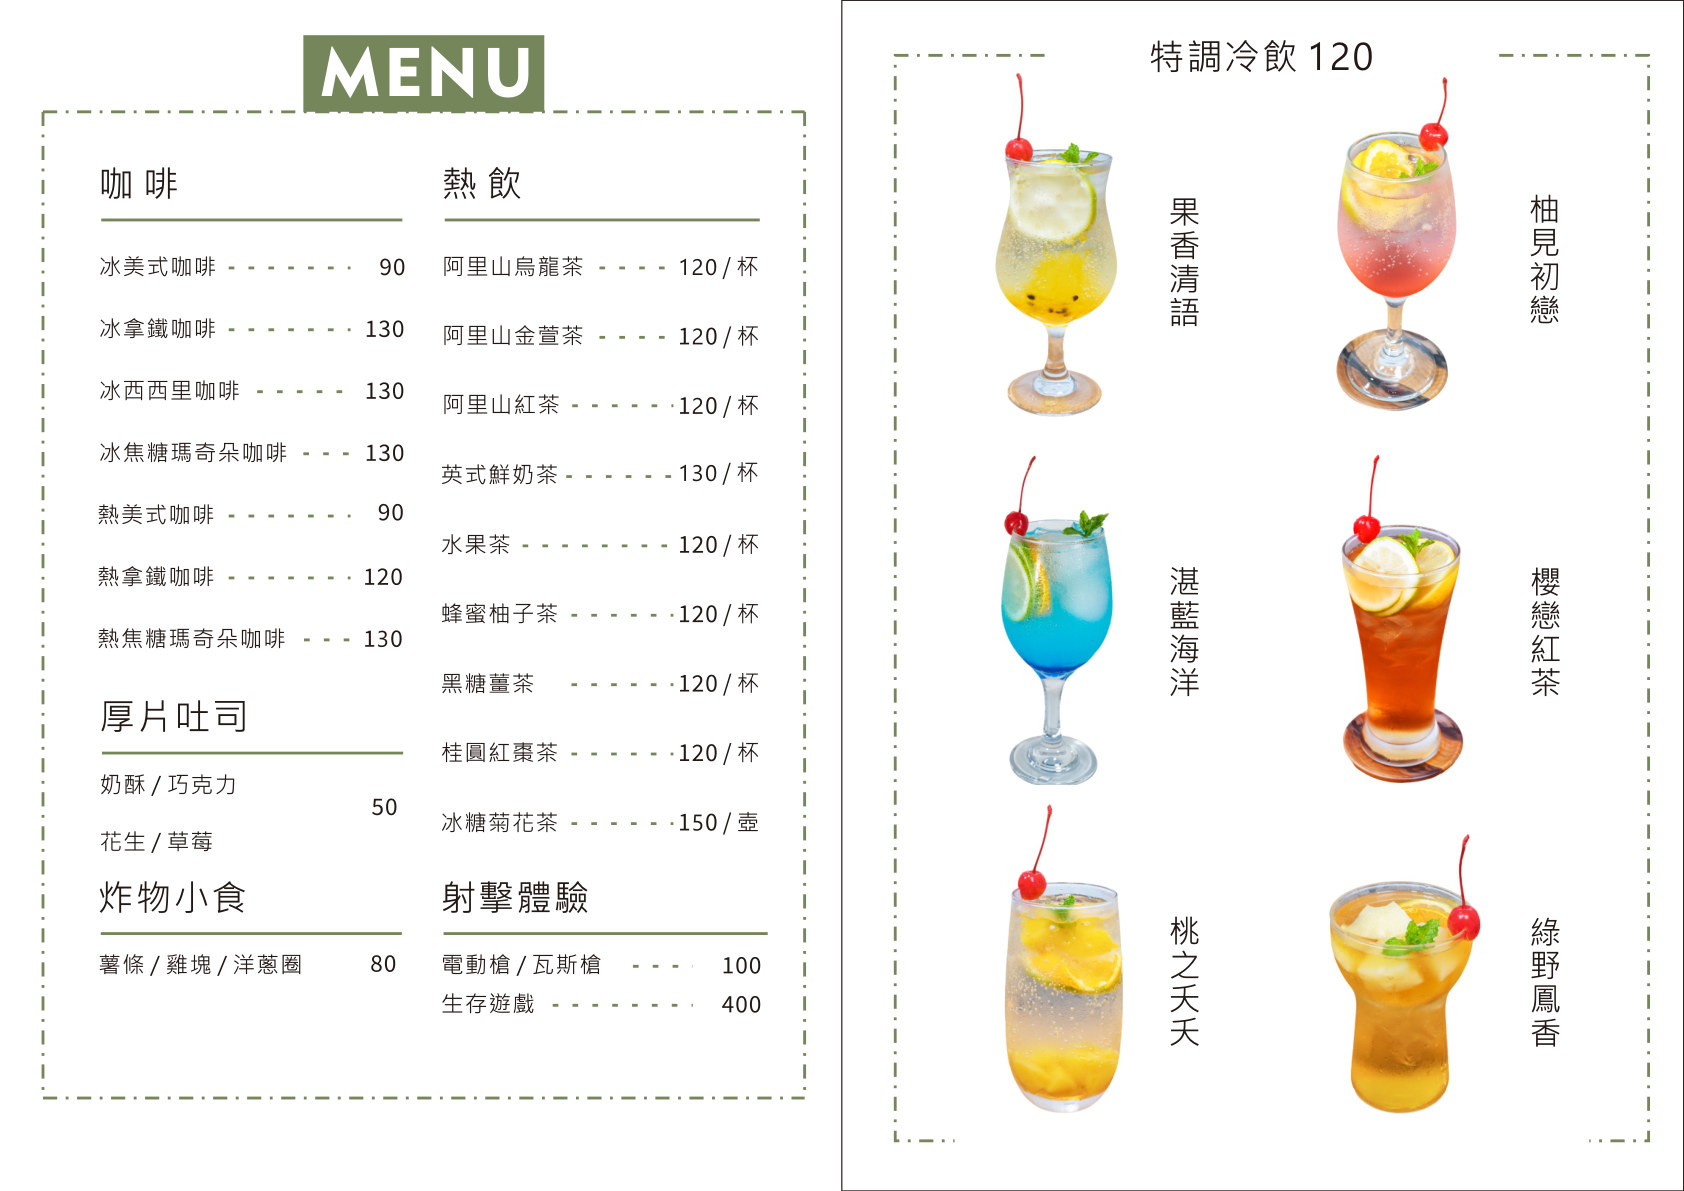 MENU
咖啡
冰美式咖啡 90
冰拿鐵咖啡 130
冰西西里咖啡 130
冰焦糖瑪奇朵咖啡 130
熱美式咖啡 90
熱拿鐵咖啡 120
熱焦糖瑪奇朵咖啡 130
厚片吐司
奶酥/巧克力
50
花生/草莓
炸物小食
薯條/雞塊/洋蔥圈 80
熱飲
阿里山烏龍茶 120/杯
阿里山金萱茶 120/杯
阿里山紅茶 120/杯
英式鮮奶茶 130/杯
水果茶 120/杯
蜂蜜柚子茶 120/杯
黑糖薑茶 120/杯
桂圓紅棗茶 120/杯
冰糖菊花茶 150/壺
射擊體驗
電動槍/瓦斯槍 100
生存遊戲 400
特調冷飲 120
果香清語
柚見初戀
湛藍海洋
櫻戀紅茶
桃之夭夭
綠野鳳香